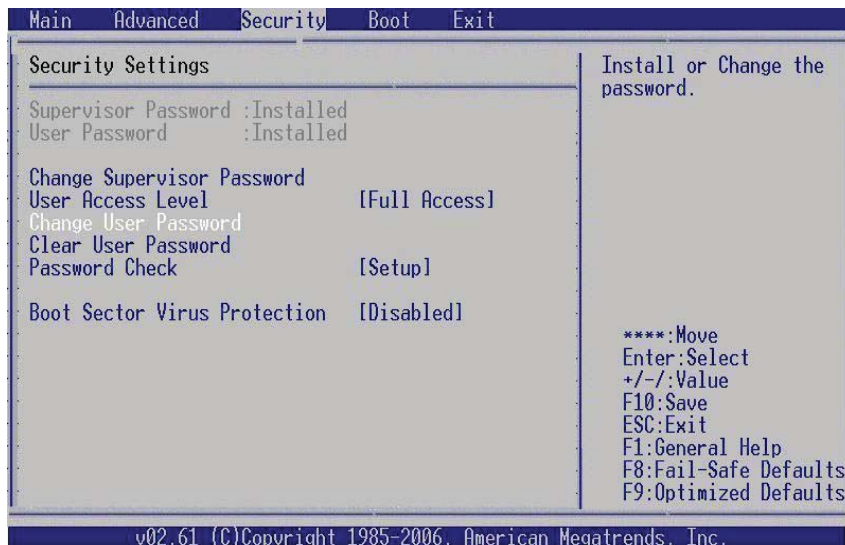 Main Advanced Security Boot Exit
Security Settings
Supervisor Password :Installed
User Password :Installed
Change Supervisor Password
User Access Level [Full Access]
Change User Password
Clear User Password
Password Check [Setup]
Boot Sector Virus Protection [Disabled]
Install or Change the
password.
****:Move
Enter:Select
+/-/:Value
F10:Save
ESC:Exit
F1:General Help
F8:Fail-Safe Defaults
F9:Optimized Defaults
v02.61 (C)Copyright 1985-2006, American Megatrends, Inc.